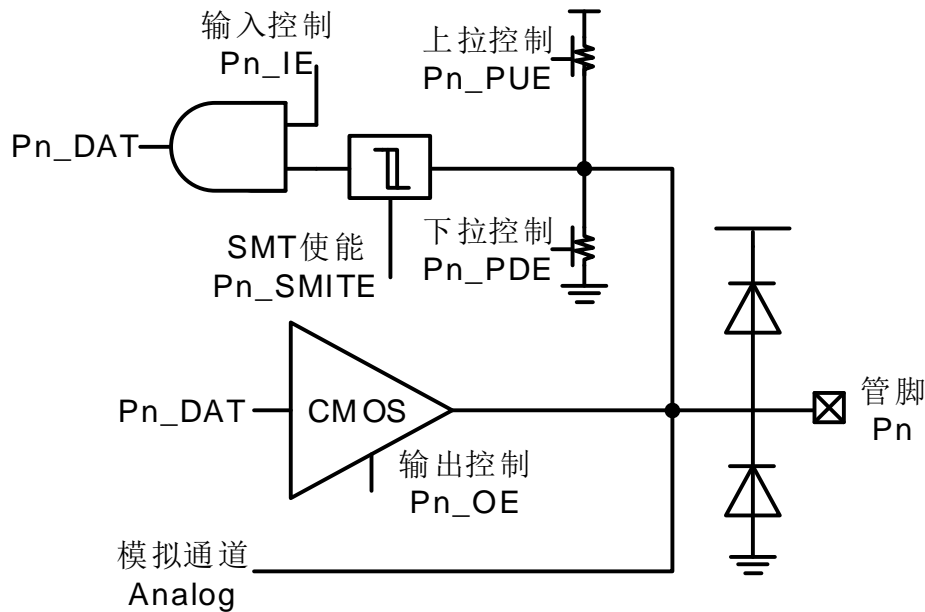 输入控制
Pn_IE
上拉控制
Pn_PUE
Pn_DAT
SMT使能
Pn_SMITE
下拉控制
Pn_PDE
Pn_DAT
CMOS
输出控制
Pn_OE
管脚
Pn
模拟通道
Analog